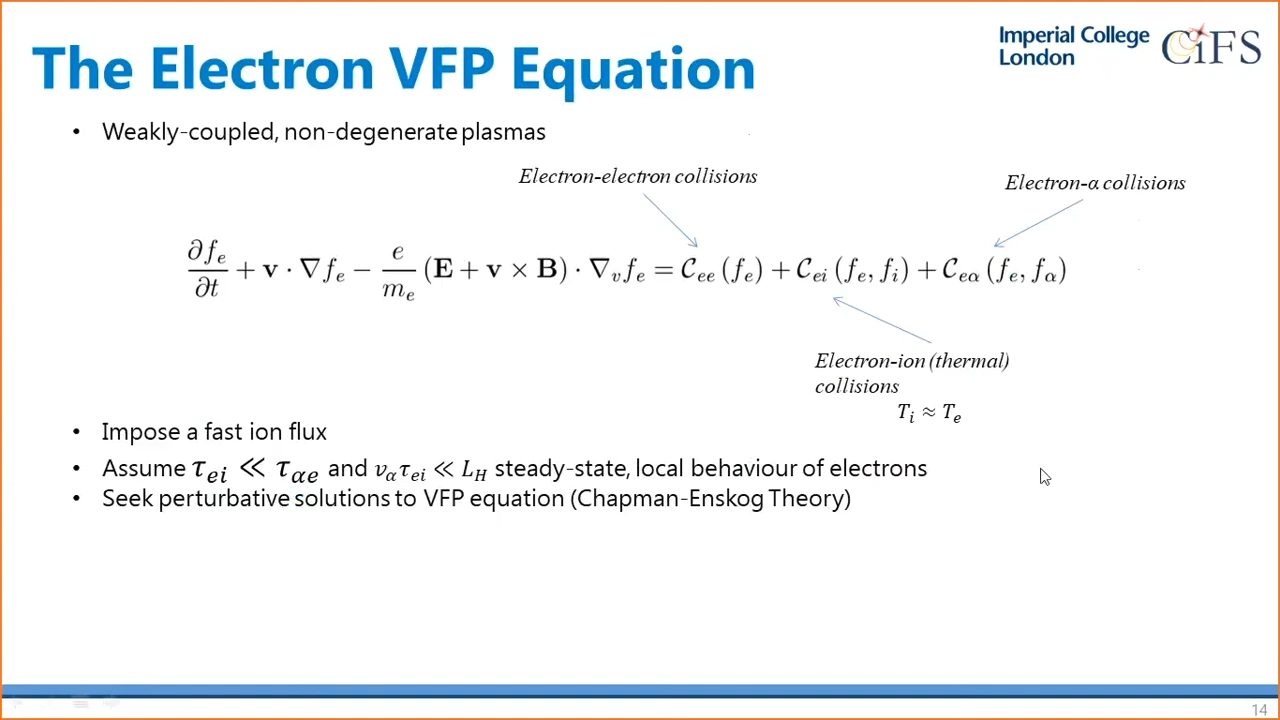 The Electron VFP Equation
Imperial College
London
CiFS
• Weakly-coupled, non-degenerate plasmas
Electron-electron collisions
Electron-α collisions
∂f_e/∂t + v · ∇f_e − e/m_e (E + v × B) · ∇_v f_e = C_ee (f_e) + C_ei (f_e, f_i) + C_eα (f_e, f_α)
Electron-ion (thermal)
collisions
T_i ≈ T_e
• Impose a fast ion flux
• Assume τ_ei ≪ τ_αe and v_α τ_ei ≪ L_H steady-state, local behaviour of electrons
• Seek perturbative solutions to VFP equation (Chapman-Enskog Theory)
14